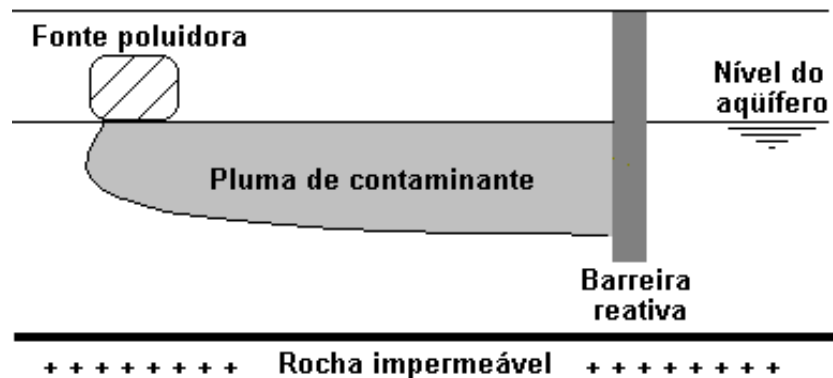 Fonte poluidora
Nível do
aqüífero
Pluma de contaminante
Barreira
reativa
+ + + + + + + + Rocha impermeável + + + + + + + +